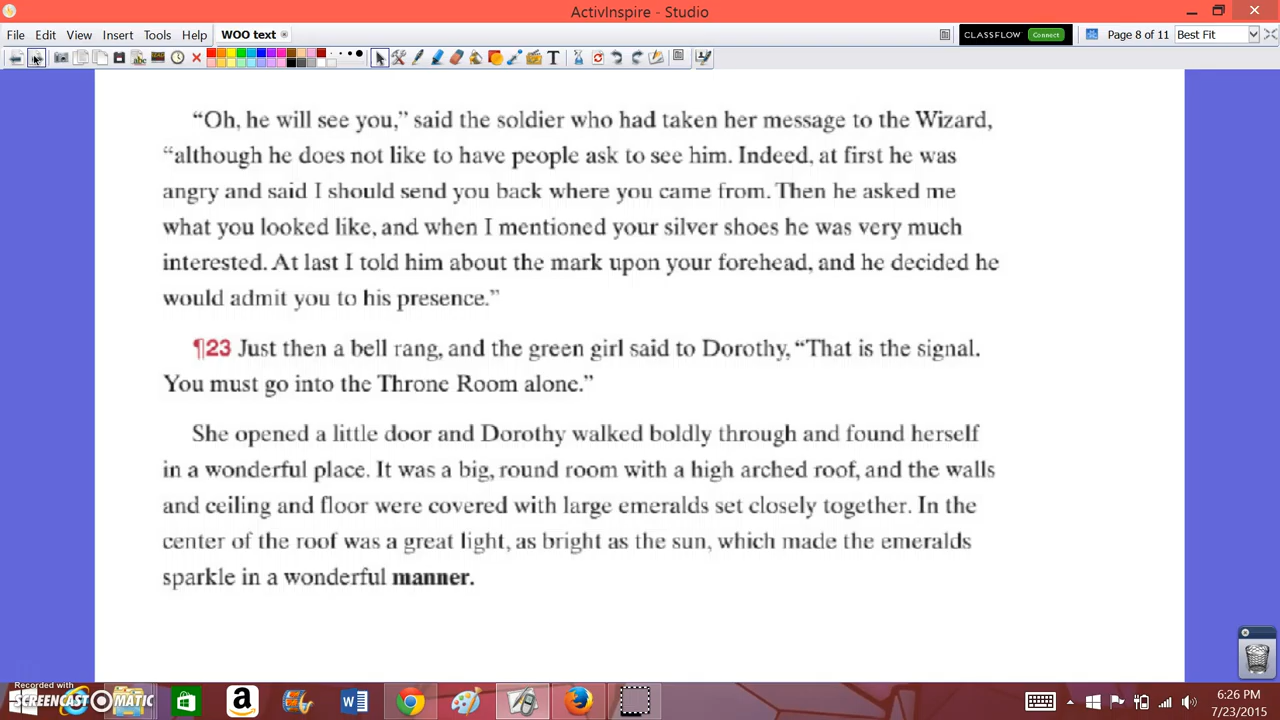 ActivInspire - Studio
File Edit View Insert Tools Help WOO text
CLASSFLOW Connect Page 8 of 11 Best Fit
“Oh, he will see you,” said the soldier who had taken her message to the Wizard,
“although he does not like to have people ask to see him. Indeed, at first he was
angry and said I should send you back where you came from. Then he asked me
what you looked like, and when I mentioned your silver shoes he was very much
interested. At last I told him about the mark upon your forehead, and he decided he
would admit you to his presence.”
¶23 Just then a bell rang, and the green girl said to Dorothy, “That is the signal.
You must go into the Throne Room alone.”
She opened a little door and Dorothy walked boldly through and found herself
in a wonderful place. It was a big, round room with a high arched roof, and the walls
and ceiling and floor were covered with large emeralds set closely together. In the
center of the roof was a great light, as bright as the sun, which made the emeralds
sparkle in a wonderful manner.
Recorded with
SCREENCAST-O-MATIC
6:26 PM
7/23/2015